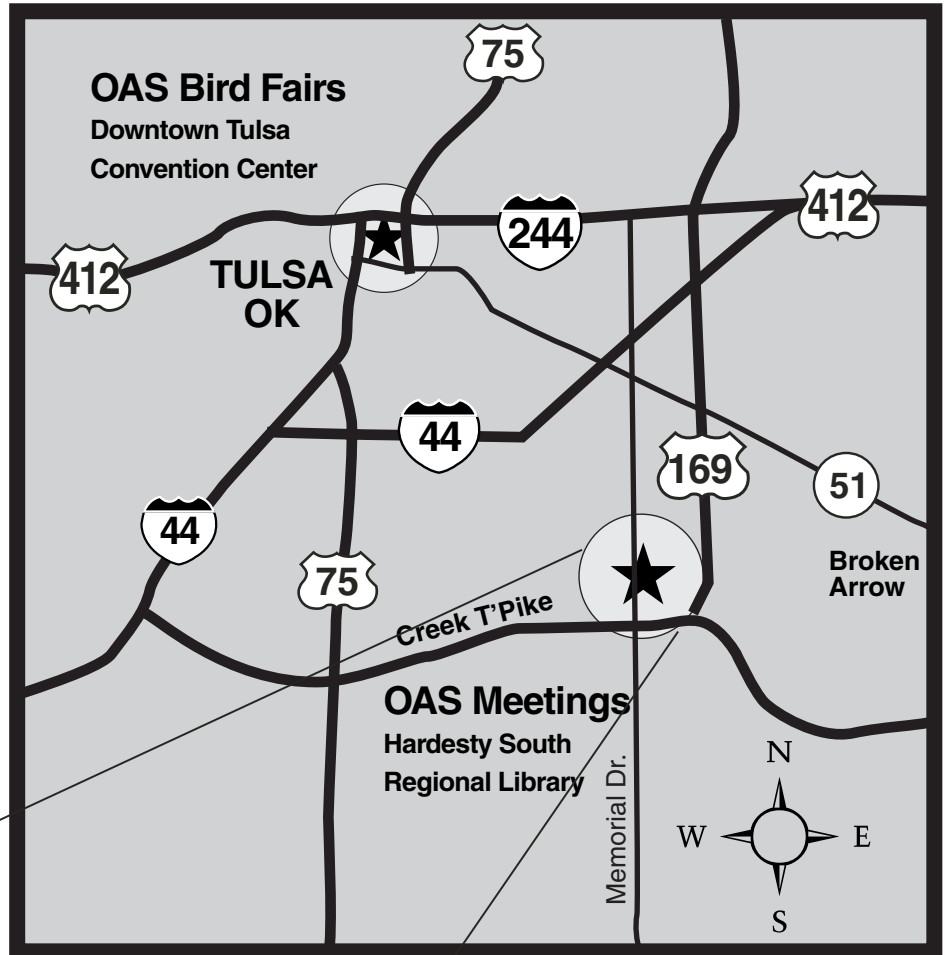 75
OAS Bird Fairs
Downtown Tulsa
Convention Center
412
244
412
TULSA
OK
44
169
51
44
75
Broken
Arrow
Creek T'Pike
OAS Meetings
Hardesty South
Regional Library
Memorial Dr.
N
W
E
S